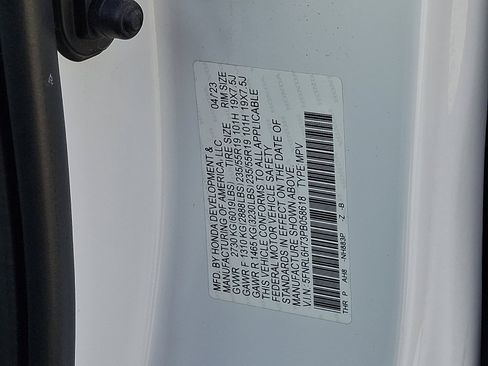 MFD. BY HONDA DEVELOPMENT &
MANUFACTURING OF AMERICA, LLC 04/23
GVWR 2730 KG(6019LBS) TIRE SIZE RIM SIZE
GAWR F 1310 KG(2888LBS)235/55R19 101H 19X7.5J
GAWR R 1465 KG(3230LBS)235/55R19 101H 19X7.5J
THIS VEHICLE CONFORMS TO ALL APPLICABLE
FEDERAL MOTOR VEHICLE SAFETY
STANDARDS IN EFFECT ON THE DATE OF
MANUFACTURE SHOWN ABOVE.
V.I.N. 5FNRL6H73PB058618 TYPE:MPV
THR P AH8 -NH883P -Z -B